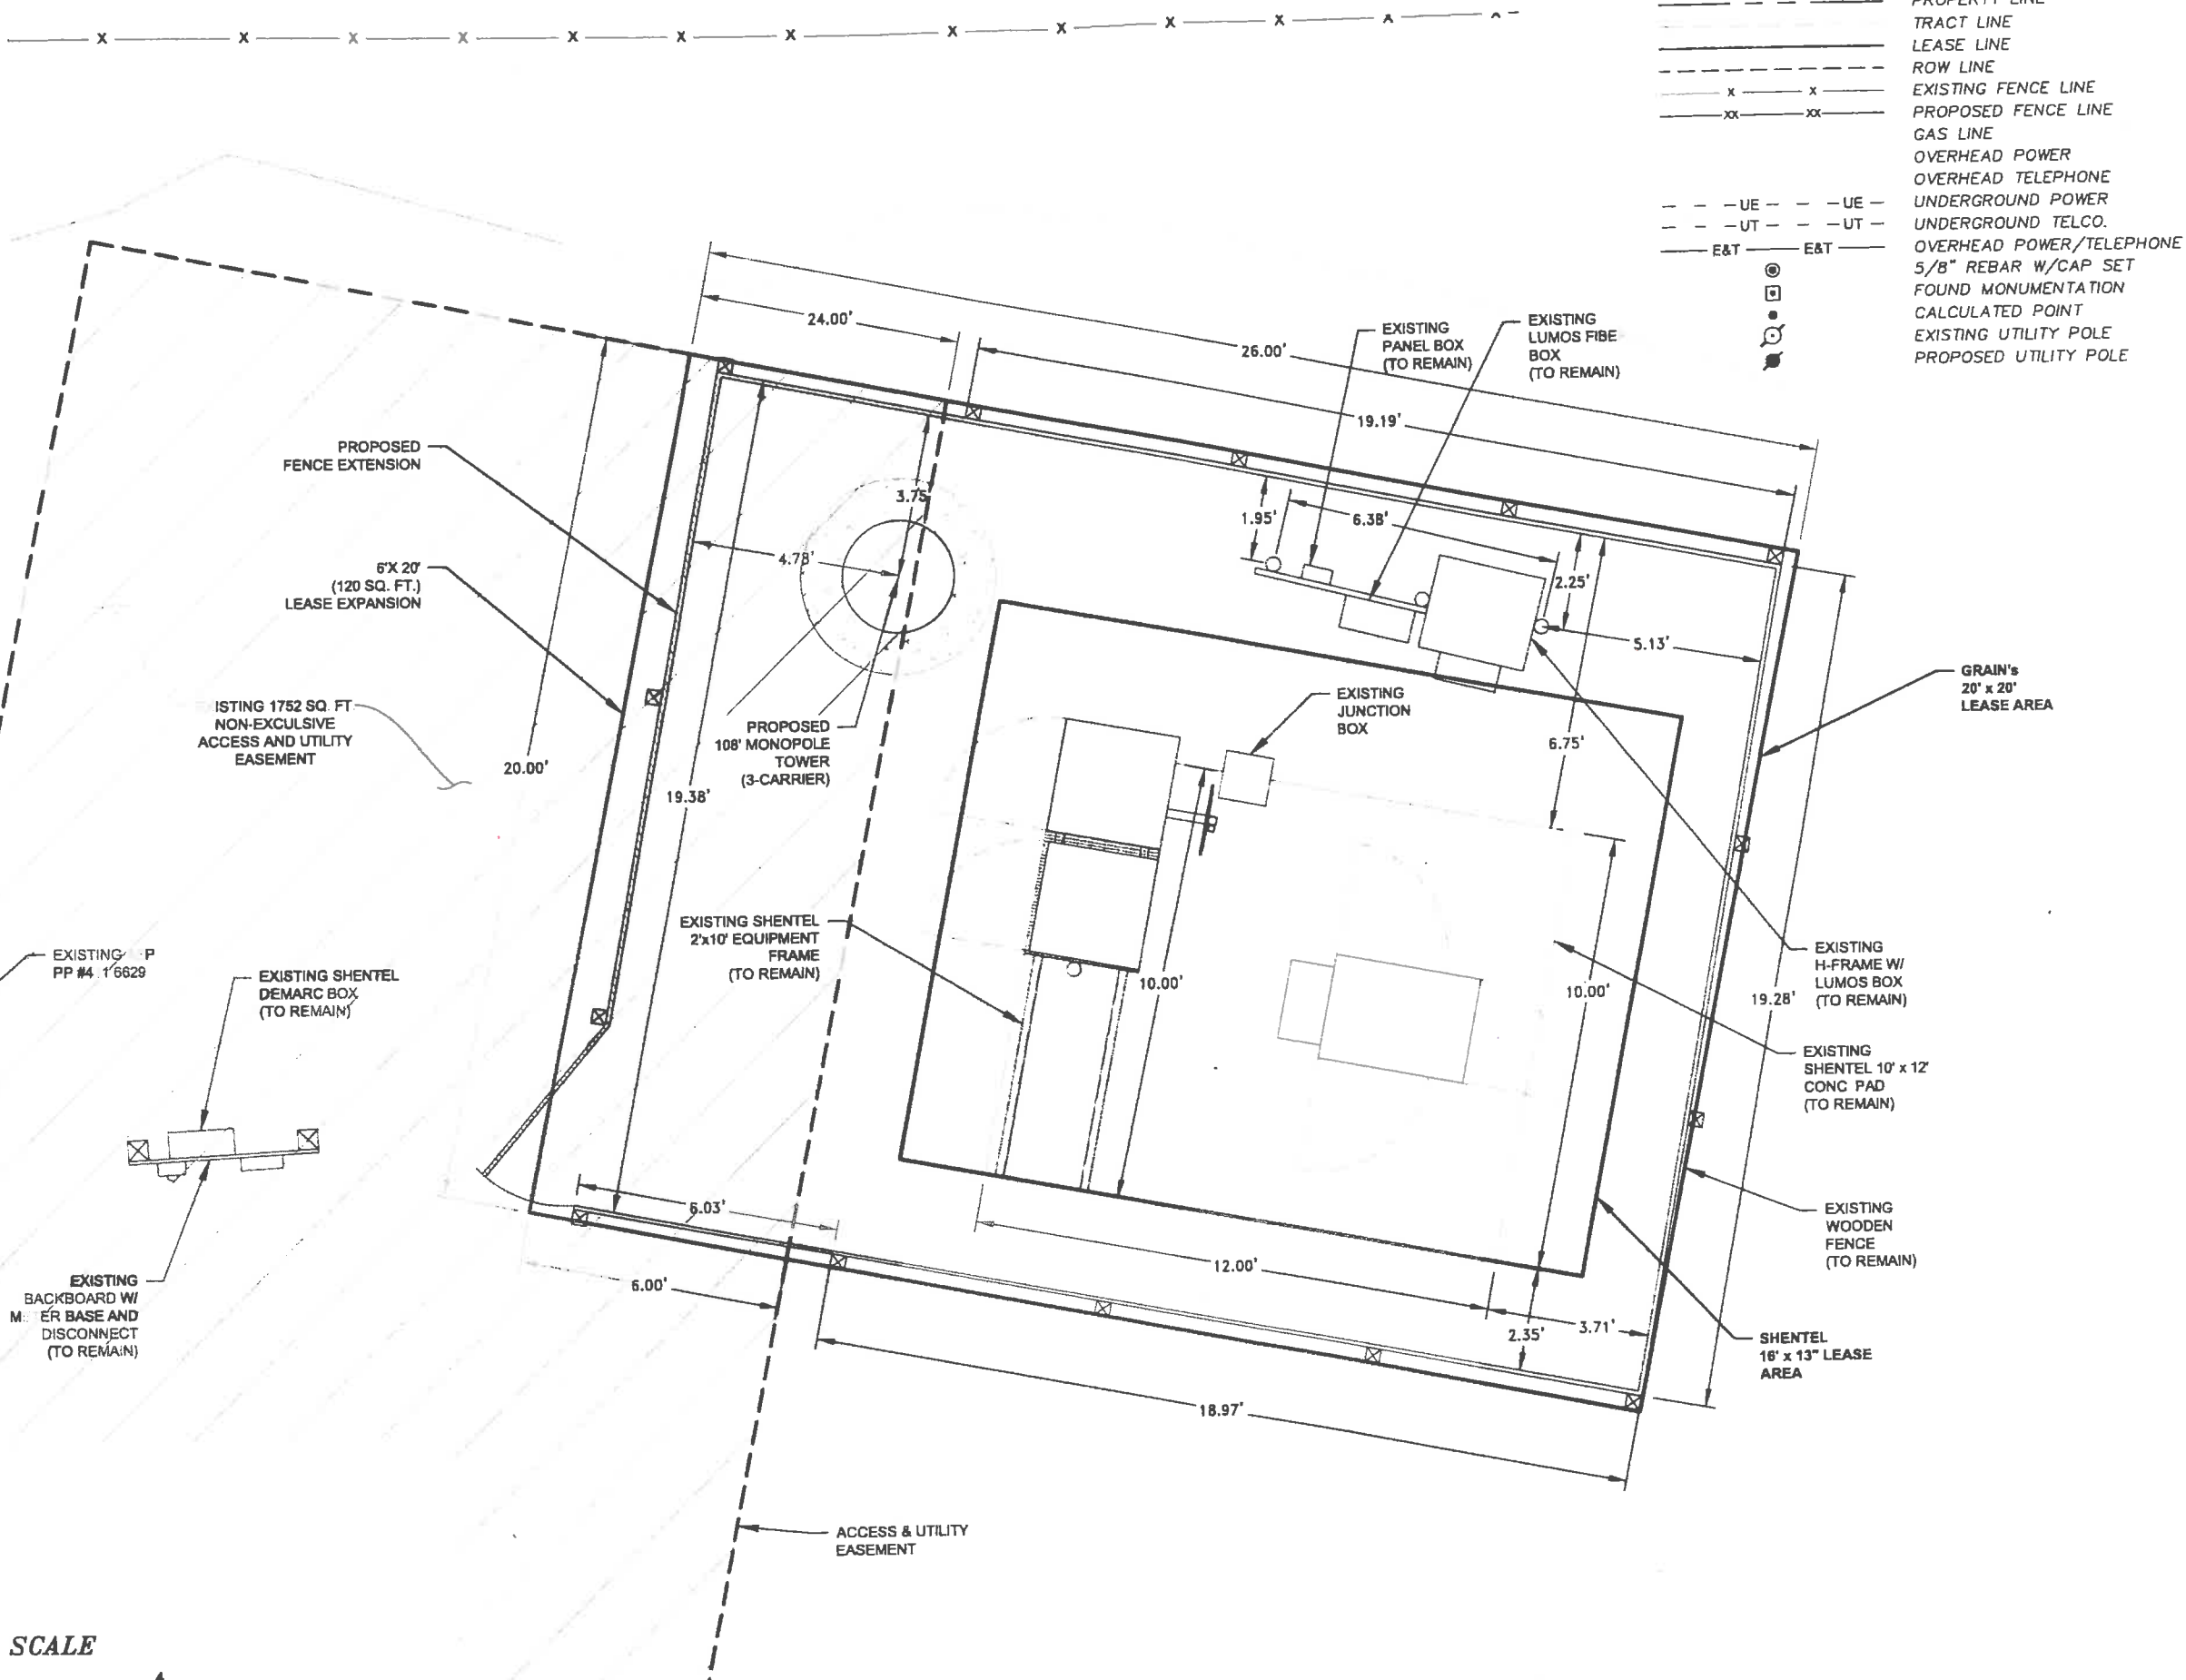 PROPERTY LINE
TRACT LINE
LEASE LINE
ROW LINE
X X EXISTING FENCE LINE
XX XX PROPOSED FENCE LINE
GAS LINE
OVERHEAD POWER
OVERHEAD TELEPHONE
UE UE UNDERGROUND POWER
UT UT UNDERGROUND TELCO.
E&T E&T OVERHEAD POWER/TELEPHONE
5/8" REBAR W/CAP SET
FOUND MONUMENTATION
CALCULATED POINT
EXISTING UTILITY POLE
PROPOSED UTILITY POLE
X X X X X X X X X X X
24.00'
26.00'
19.19'
EXISTING
PANEL BOX
(TO REMAIN)
EXISTING
LUMOS FIBE
BOX
(TO REMAIN)
PROPOSED
FENCE EXTENSION
6'X 20'
(120 SQ. FT.)
LEASE EXPANSION
ISTING 1752 SQ. FT.
NON-EXCULSIVE
ACCESS AND UTILITY
EASEMENT
3.75
4.78'
1.95'
6.38'
2.25'
5.13'
6.75'
20.00'
19.38'
PROPOSED
108' MONOPOLE
TOWER
(3-CARRIER)
EXISTING
JUNCTION
BOX
GRAIN's
20' x 20'
LEASE AREA
EXISTING SHENTEL
2'x10' EQUIPMENT
FRAME
(TO REMAIN)
10.00'
10.00'
19.28'
EXISTING
H-FRAME W/
LUMOS BOX
(TO REMAIN)
EXISTING
SHENTEL 10' x 12'
CONC PAD
(TO REMAIN)
EXISTING P
PP #4 1'6629
EXISTING SHENTEL
DEMARC BOX
(TO REMAIN)
EXISTING
BACKBOARD W/
M ER BASE AND
DISCONNECT
(TO REMAIN)
6.03'
6.00'
12.00'
2.35'
3.71'
18.97'
EXISTING
WOODEN
FENCE
(TO REMAIN)
SHENTEL
16' x 13" LEASE
AREA
ACCESS & UTILITY
EASEMENT
SCALE